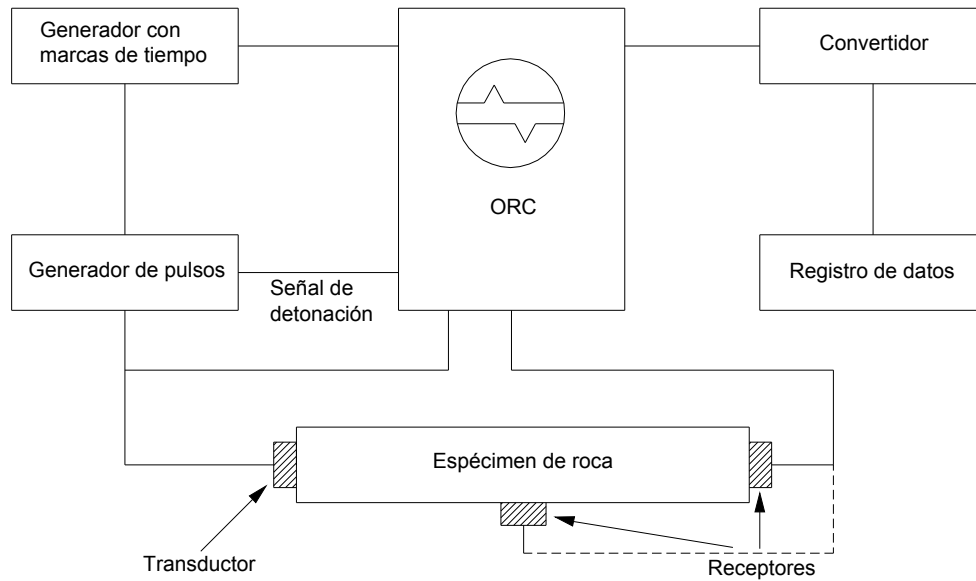 Generador con
marcas de tiempo
Convertidor
ORC
Generador de pulsos
Señal de
detonación
Registro de datos
Espécimen de roca
Transductor
Receptores